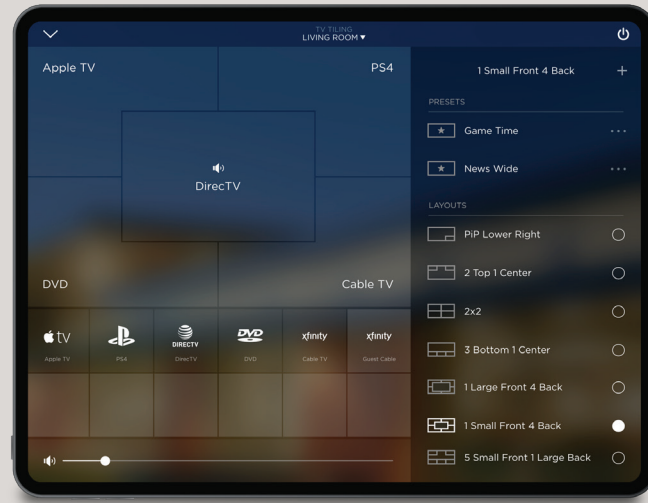 TV TILING
LIVING ROOM ▼
Apple TV
PS4
DirecTV
DVD
Cable TV
tv
Apple TV
PS4
DIRECTV
DirecTV
DVD
DVD
xfinity
Cable TV
xfinity
Guest Cable
1 Small Front 4 Back
PRESETS
Game Time
News Wide
LAYOUTS
PiP Lower Right
2 Top 1 Center
2x2
3 Bottom 1 Center
1 Large Front 4 Back
1 Small Front 4 Back
5 Small Front 1 Large Back